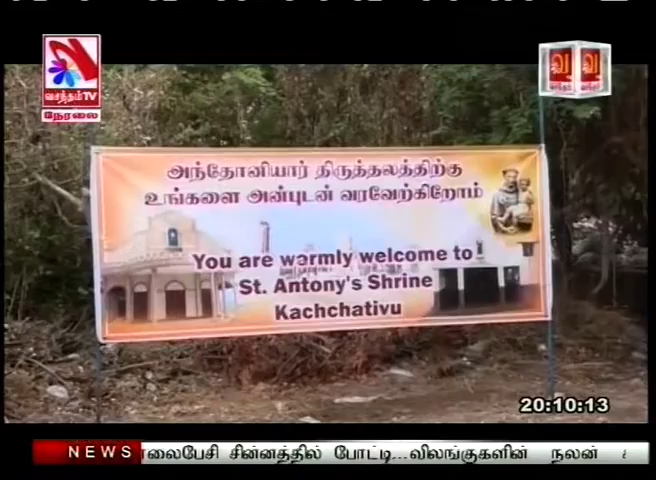 வசந்தம்TV
நேரலை
அந்தோனியார் திருத்தலத்திற்கு
உங்களை அன்புடன் வரவேற்கிறோம்
You are warmly welcome to
St. Antony's Shrine
Kachchativu
20:10:13
NEWS
லைபேசி சின்னத்தில் போட்டி...விலங்குகளின் நலன்